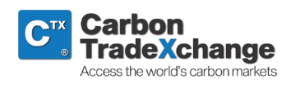 CTX ®
Carbon
TradeXchange
Access the world's carbon markets